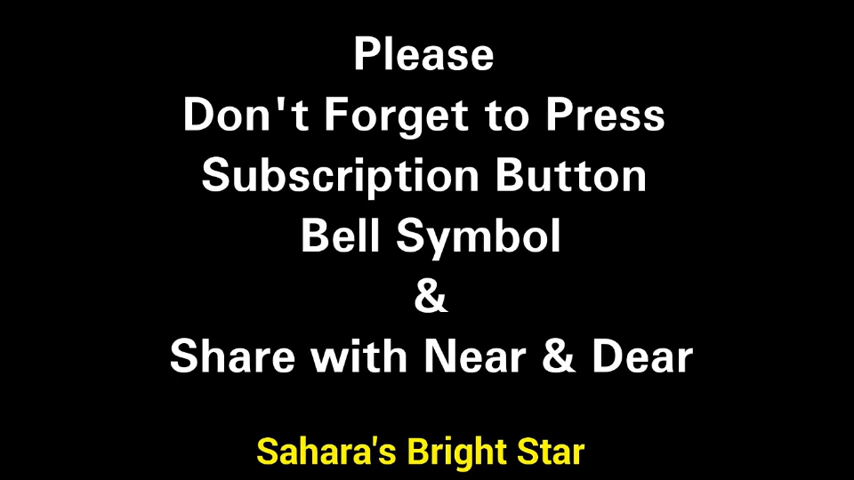 Please
Don't Forget to Press
Subscription Button
Bell Symbol
&
Share with Near & Dear
Sahara's Bright Star